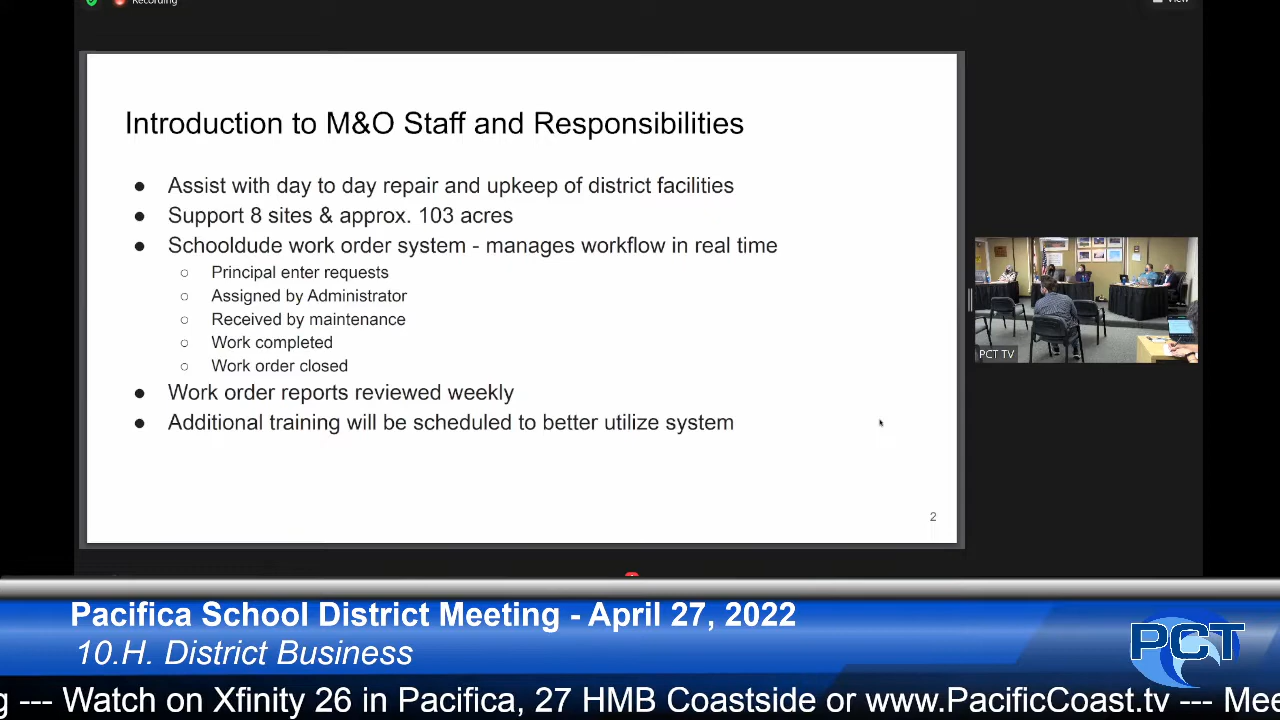 Recording
View
Introduction to M&O Staff and Responsibilities
● Assist with day to day repair and upkeep of district facilities
● Support 8 sites & approx. 103 acres
● Schooldude work order system - manages workflow in real time
○ Principal enter requests
○ Assigned by Administrator
○ Received by maintenance
○ Work completed
○ Work order closed
● Work order reports reviewed weekly
● Additional training will be scheduled to better utilize system
2
PCT TV
Pacifica School District Meeting - April 27, 2022
10.H. District Business
PCT
g --- Watch on Xfinity 26 in Pacifica, 27 HMB Coastside or www.PacificCoast.tv --- Mee